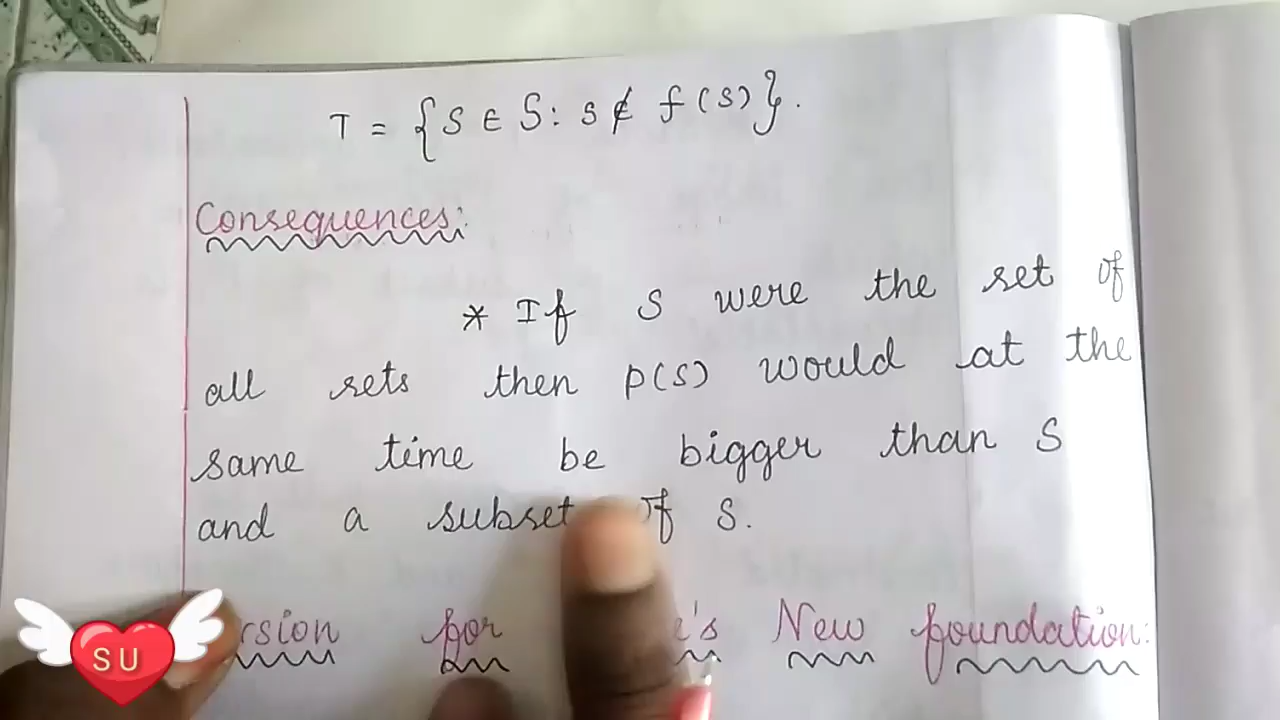 T = {S ∈ S: s ∉ f(s)}.
Consequences:
* If S were the set of
all sets then p(s) would at the
same time be bigger than S
and a subset of S.
for New foundation:
SU